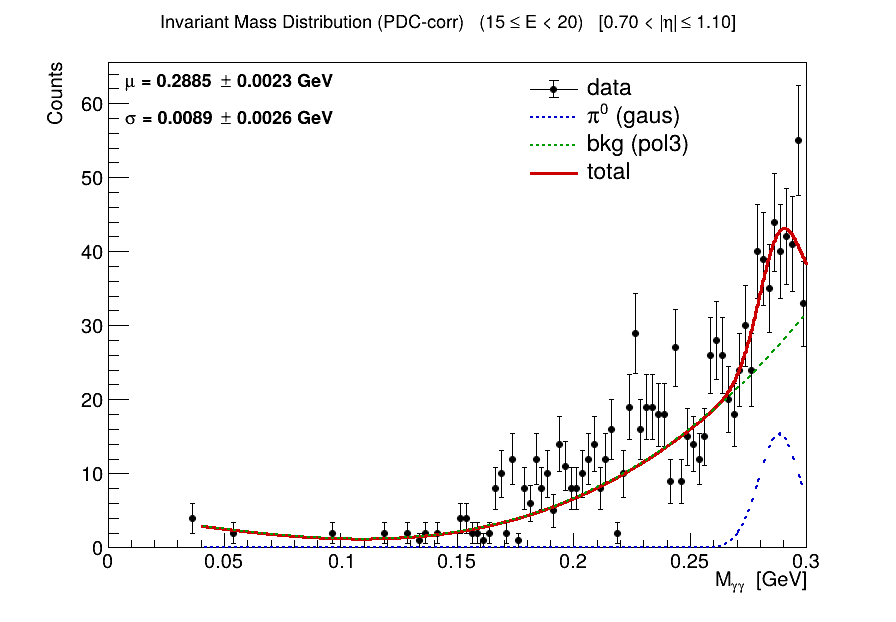 Invariant Mass Distribution (PDC-corr) (15 ≤ E < 20) [0.70 < |η| ≤ 1.10]
μ = 0.2885 ± 0.0023 GeV
σ = 0.0089 ± 0.0026 GeV
data
π⁰ (gaus)
bkg (pol3)
total
Counts
60
50
40
30
20
10
0
0 0.05 0.1 0.15 0.2 0.25 0.3
M_γγ [GeV]